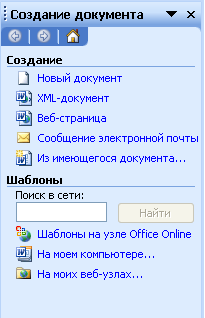 Создание документа
Создание
Новый документ
XML-документ
Веб-страница
Сообщение электронной почты
Из имеющегося документа...
Шаблоны
Поиск в сети:
Найти
Шаблоны на узле Office Online
На моем компьютере...
На моих веб-узлах...